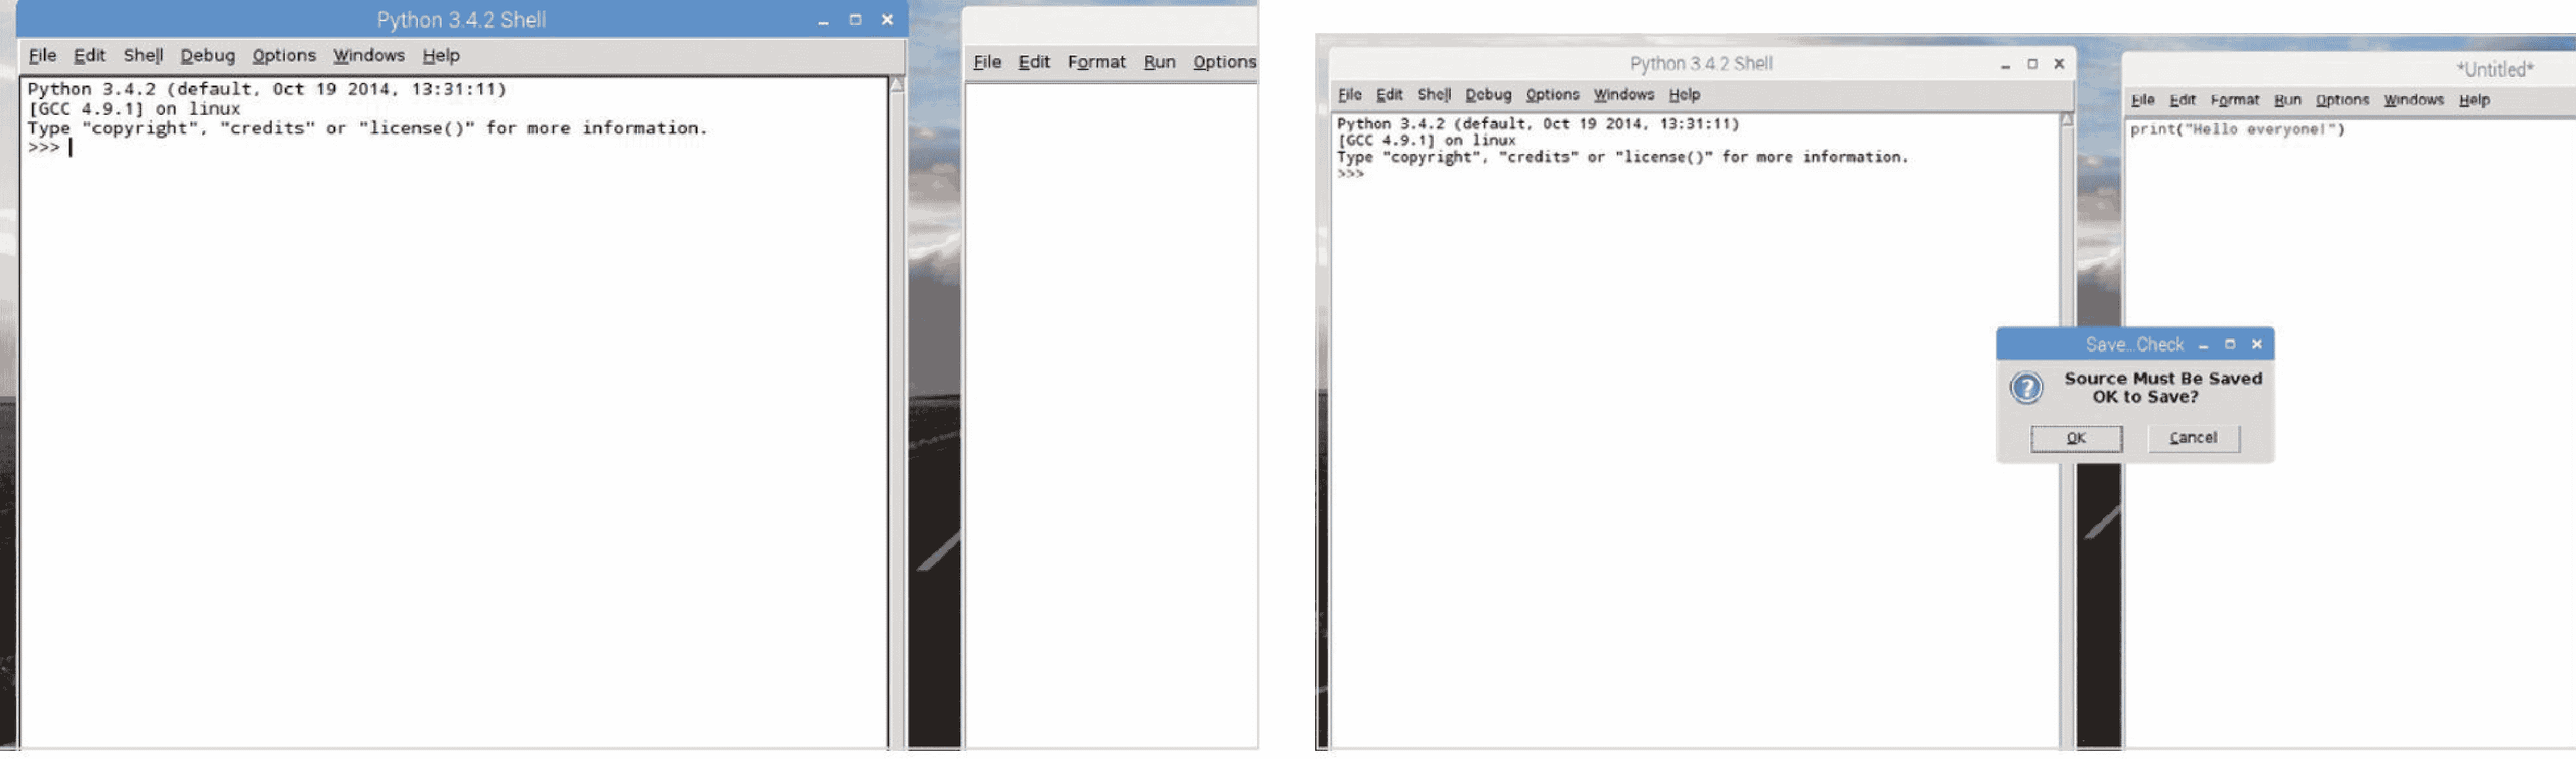 Python 3.4.2 Shell
File Edit Shell Debug Options Windows Help
Python 3.4.2 (default, Oct 19 2014, 13:31:11)
[GCC 4.9.1] on linux
Type "copyright", "credits" or "license()" for more information.
>>>
File Edit Format Run Options
Python 3.4.2 Shell
File Edit Shell Debug Options Windows Help
Python 3.4.2 (default, Oct 19 2014, 13:31:11)
[GCC 4.9.1] on linux
Type "copyright", "credits" or "license()" for more information.
>>>
*Untitled*
File Edit Format Run Options Windows Help
print("Hello everyone!")
Save...Check
Source Must Be Saved
OK to Save?
OK Cancel